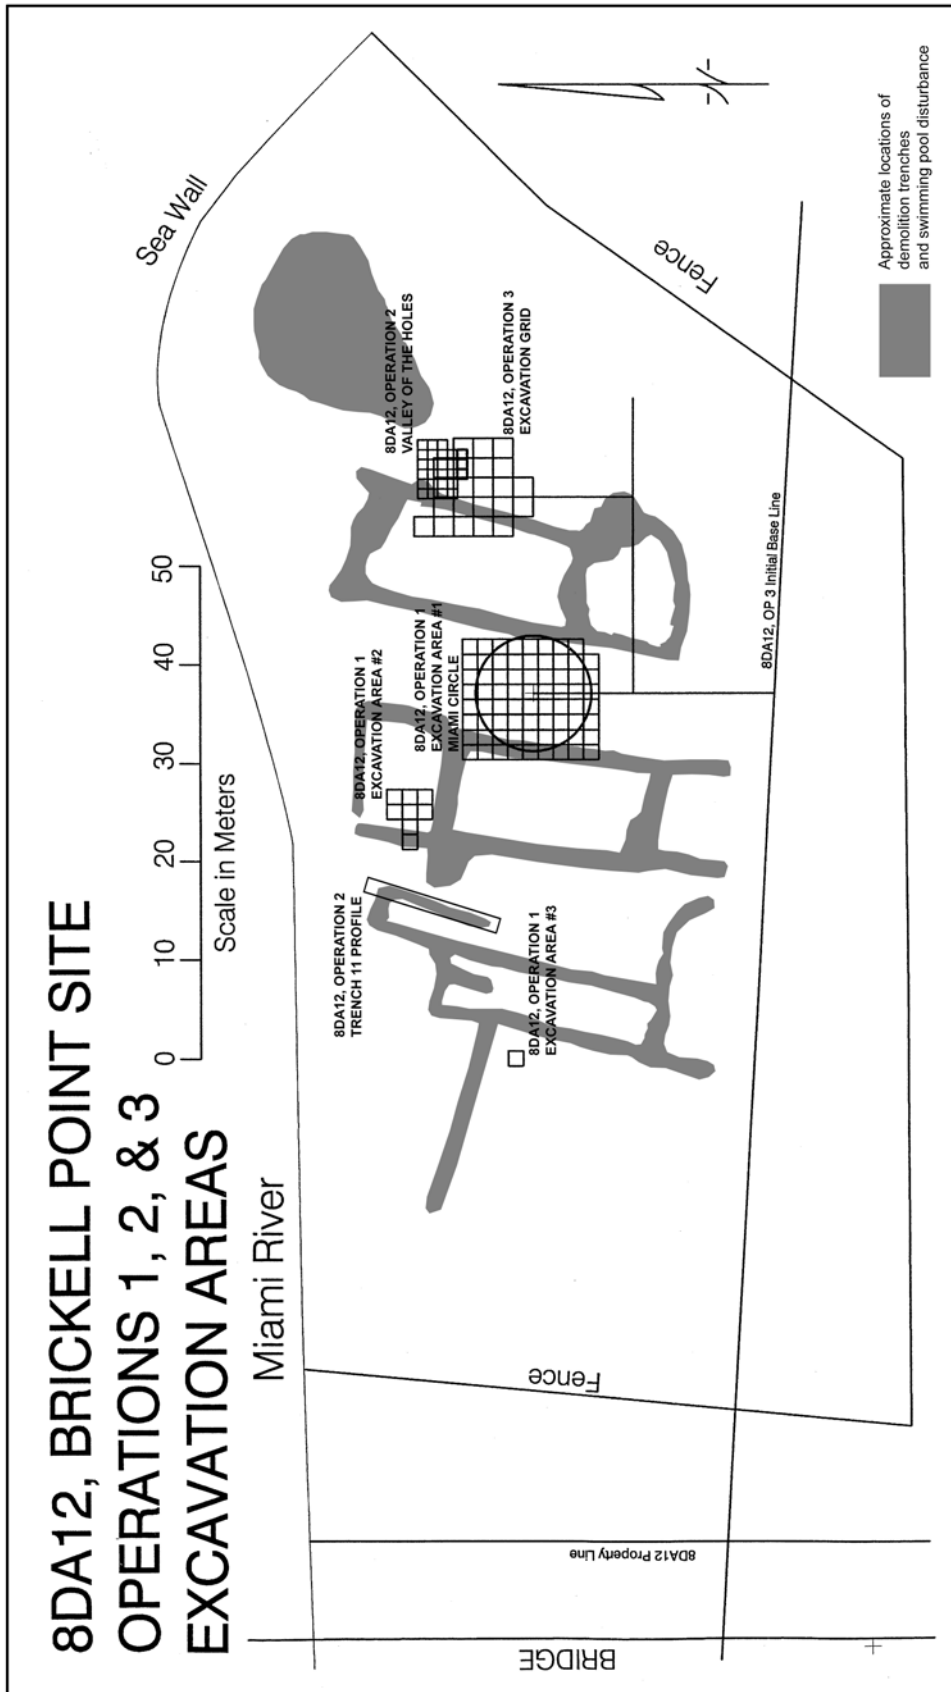 8DA12, BRICKELL POINT SITE
OPERATIONS 1, 2, & 3
EXCAVATION AREAS
0 10 20 30 40 50
Scale in Meters
Miami River
Sea Wall
8DA12, OPERATION 2
TRENCH 11 PROFILE
8DA12, OPERATION 1
EXCAVATION AREA #2
8DA12, OPERATION 1
EXCAVATION AREA #1
MIAMI CIRCLE
8DA12, OPERATION 2
VALLEY OF THE HOLES
8DA12, OPERATION 3
EXCAVATION GRID
8DA12, OPERATION 1
EXCAVATION AREA #3
Fence
Fence
8DA12, OP 3 Initial Base Line
8DA12 Property Line
BRIDGE
Approximate locations of
demolition trenches
and swimming pool disturbance